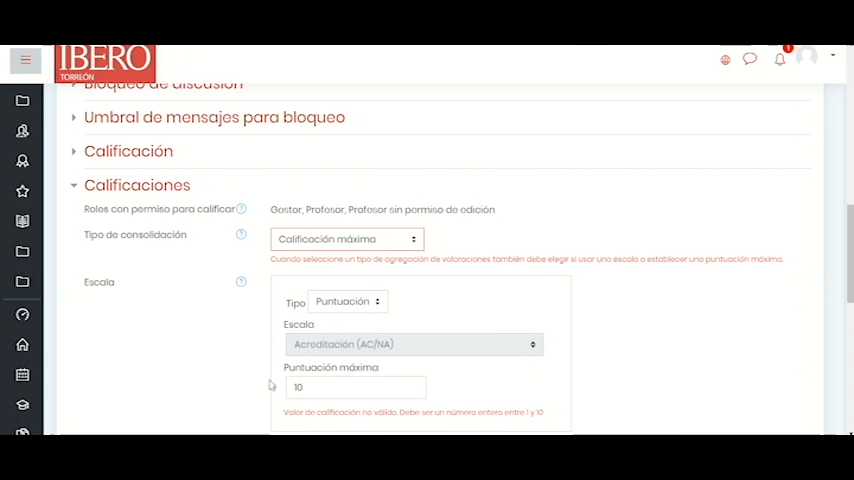 IBERO
TORREÓN
1
Bloqueo de discusión
Umbral de mensajes para bloqueo
Calificación
Calificaciones
Roles con permiso para calificar
Gestor, Profesor, Profesor sin permiso de edición
Tipo de consolidación
Calificación máxima
Cuando seleccione un tipo de agregación de valoraciones también debe elegir si usar una escala o establecer una puntuación máxima.
Escala
Tipo Puntuación
Escala
Acreditación (AC/NA)
Puntuación máxima
10
Valor de calificación no válido. Debe ser un número entero entre 1 y 10